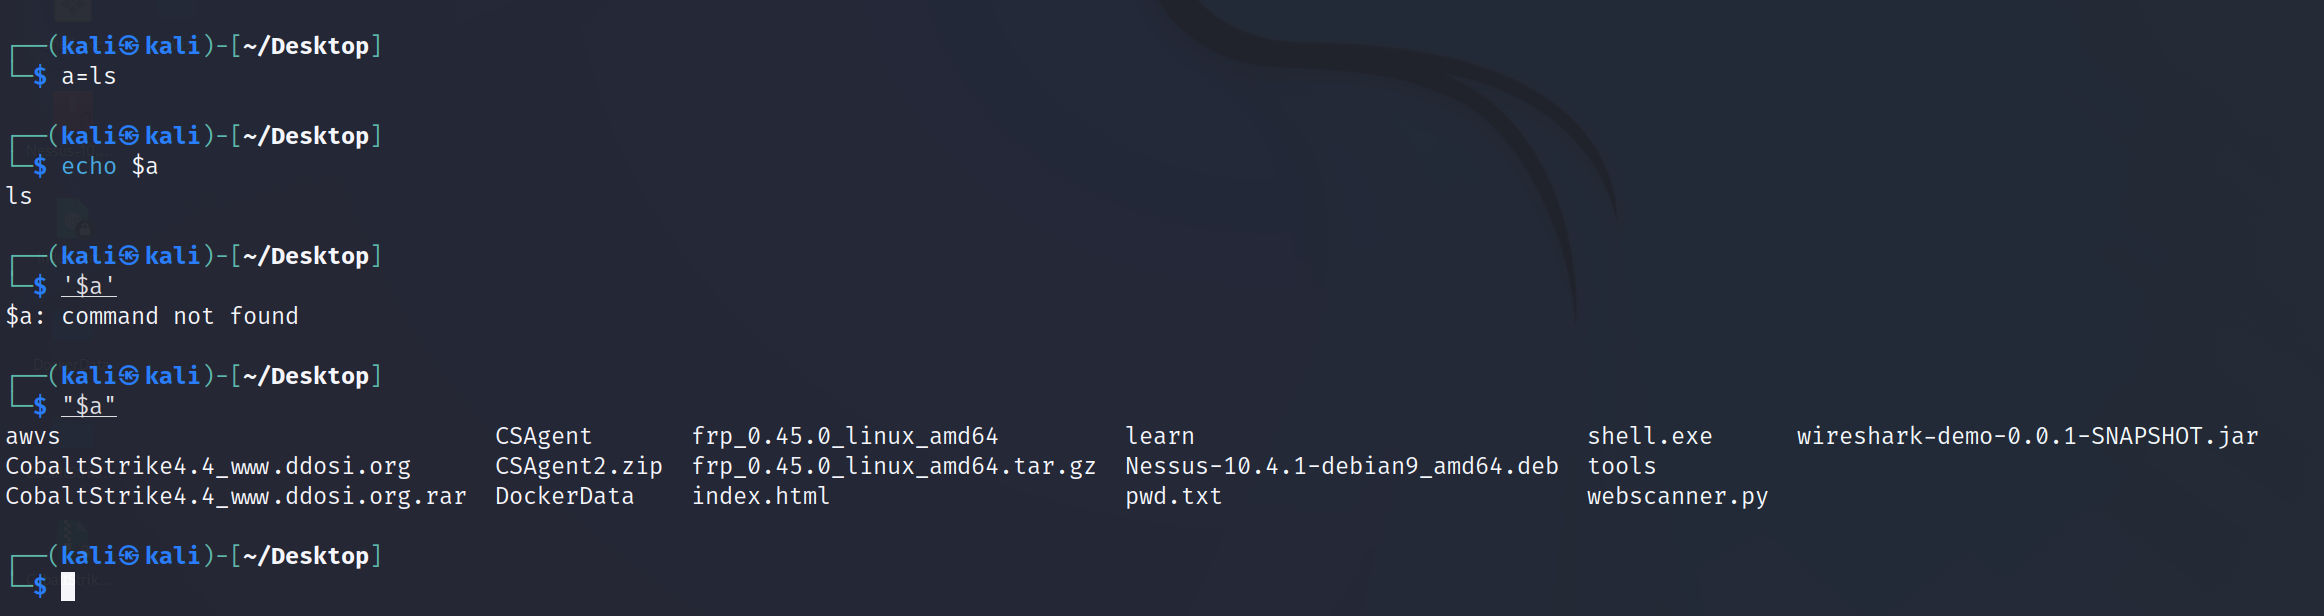 ┌──(kali㉿kali)-[~/Desktop]
└─$ a=ls
┌──(kali㉿kali)-[~/Desktop]
└─$ echo $a
ls
┌──(kali㉿kali)-[~/Desktop]
└─$ '$a'
$a: command not found
┌──(kali㉿kali)-[~/Desktop]
└─$ "$a"
awvs CSAgent frp_0.45.0_linux_amd64 learn shell.exe wireshark-demo-0.0.1-SNAPSHOT.jar
CobaltStrike4.4_www.ddosi.org CSAgent2.zip frp_0.45.0_linux_amd64.tar.gz Nessus-10.4.1-debian9_amd64.deb tools
CobaltStrike4.4_www.ddosi.org.rar DockerData index.html pwd.txt webscanner.py
┌──(kali㉿kali)-[~/Desktop]
└─$